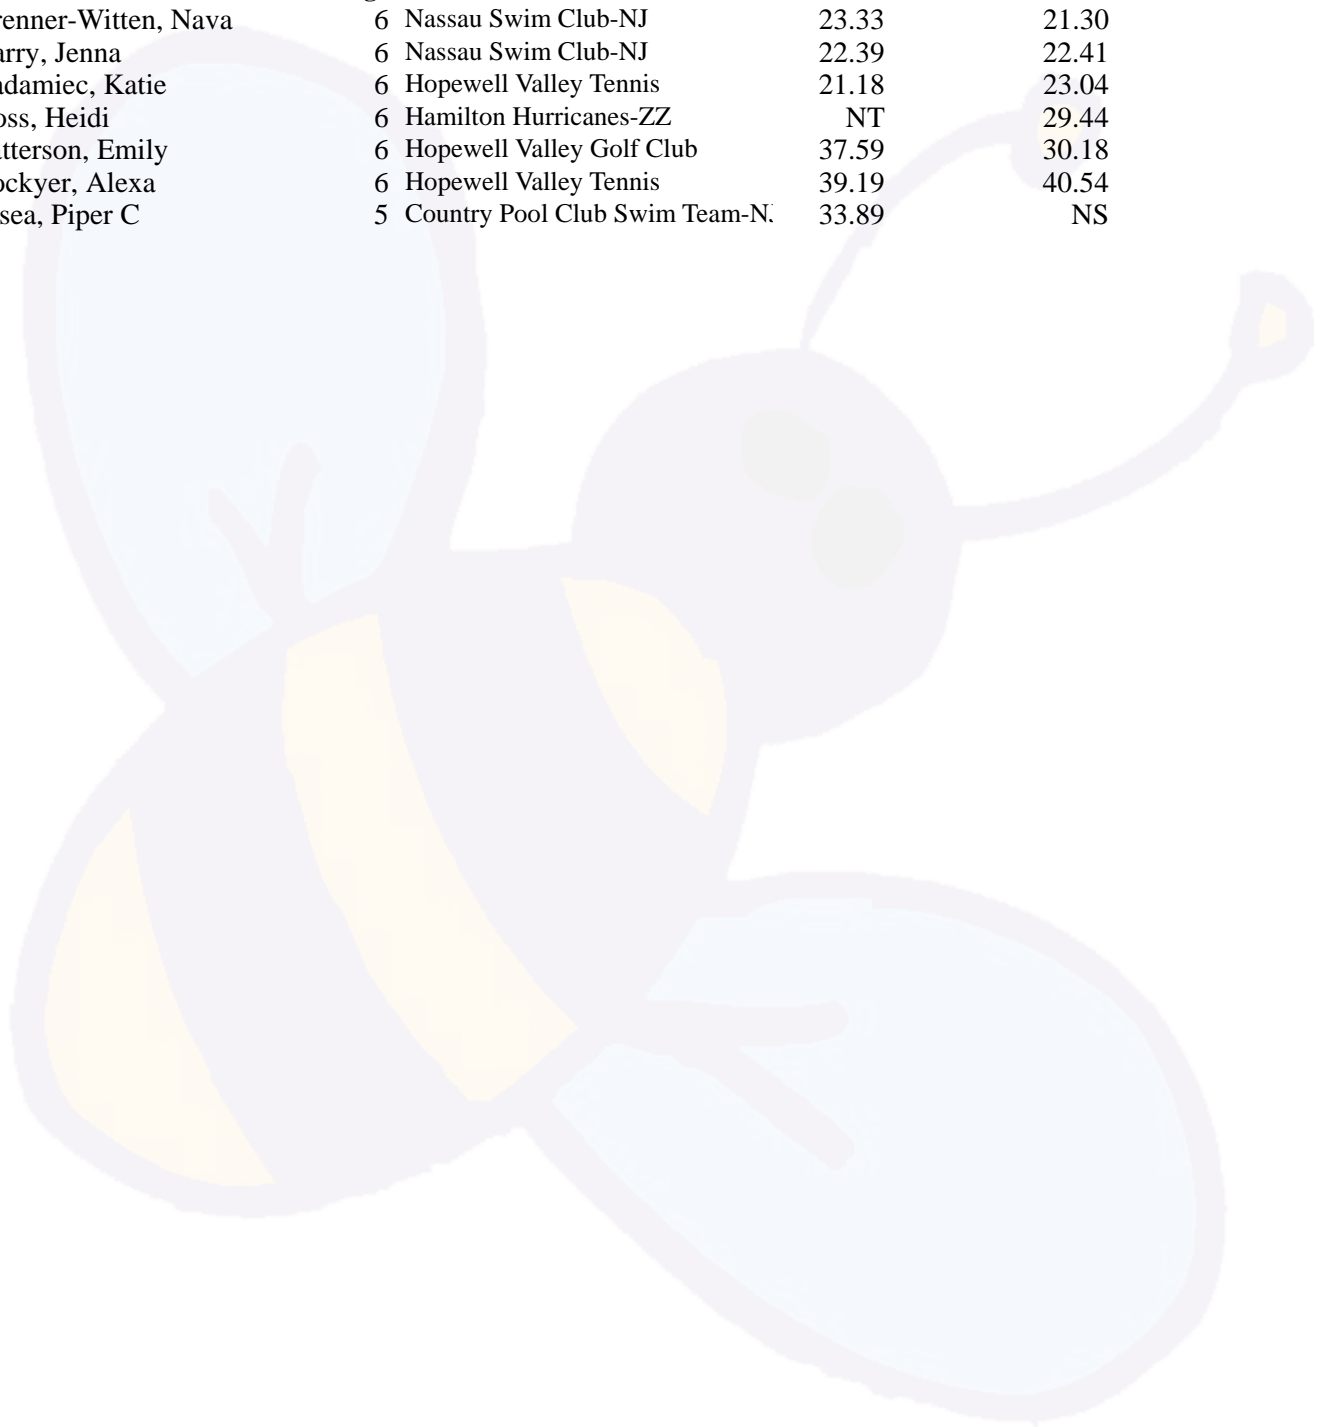 renner-Witten, Nava 6 Nassau Swim Club-NJ 23.33 21.30
arry, Jenna 6 Nassau Swim Club-NJ 22.39 22.41
adamiec, Katie 6 Hopewell Valley Tennis 21.18 23.04
oss, Heidi 6 Hamilton Hurricanes-ZZ NT 29.44
atterson, Emily 6 Hopewell Valley Golf Club 37.59 30.18
ockyer, Alexa 6 Hopewell Valley Tennis 39.19 40.54
sea, Piper C 5 Country Pool Club Swim Team-N 33.89 NS